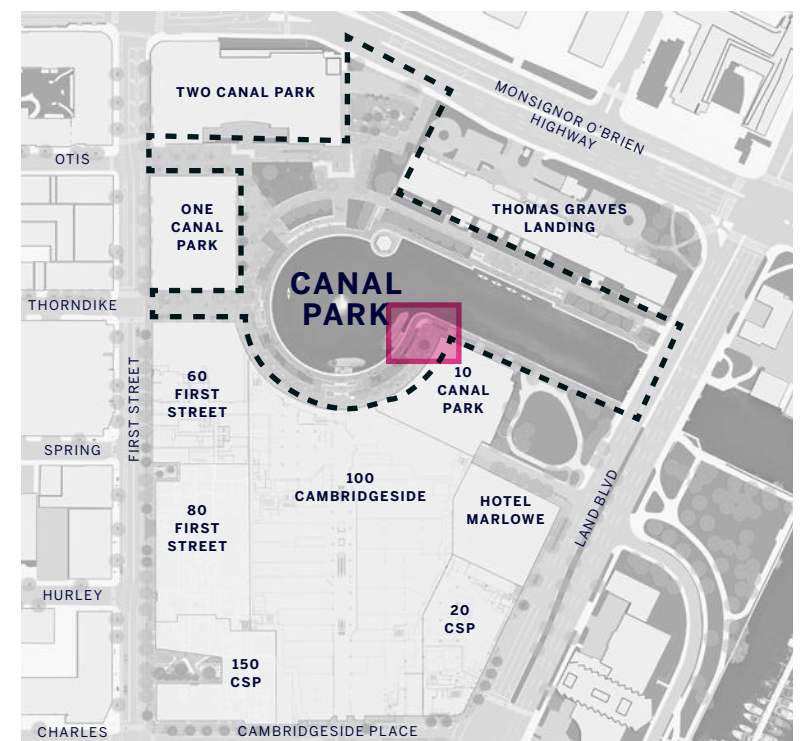 TWO CANAL PARK
MONSIGNOR O'BRIEN
HIGHWAY
OTIS
ONE
CANAL
PARK
THOMAS GRAVES
LANDING
CANAL
PARK
THORNDIKE
FIRST STREET
60
FIRST
STREET
10
CANAL
PARK
SPRING
100
CAMBRIDGESIDE
HOTEL
MARLOWE
LAND BLVD
80
FIRST
STREET
HURLEY
20
CSP
150
CSP
CHARLES
CAMBRIDGESIDE PLACE